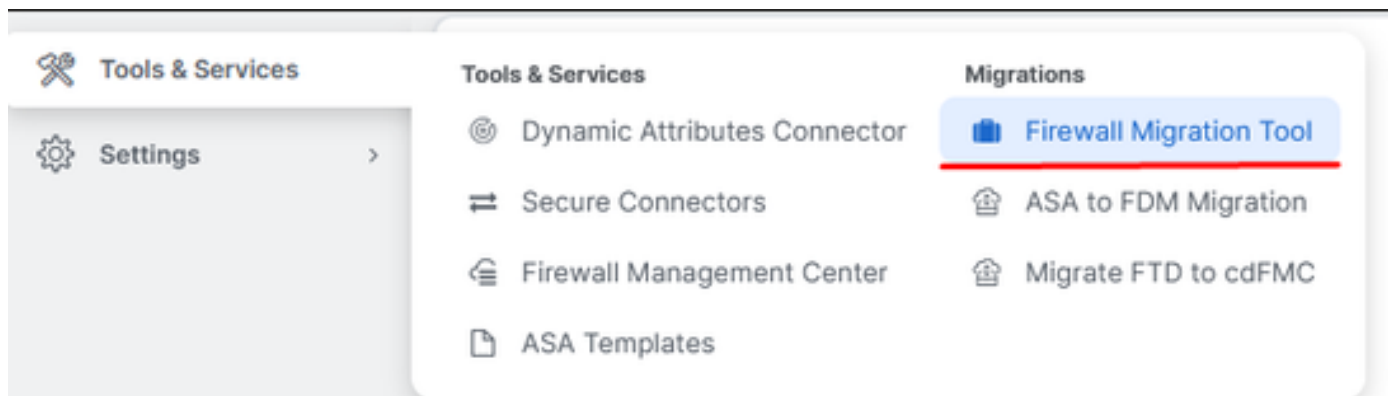 Tools & Services
Settings
Tools & Services
Dynamic Attributes Connector
Secure Connectors
Firewall Management Center
ASA Templates
Migrations
Firewall Migration Tool
ASA to FDM Migration
Migrate FTD to cdFMC